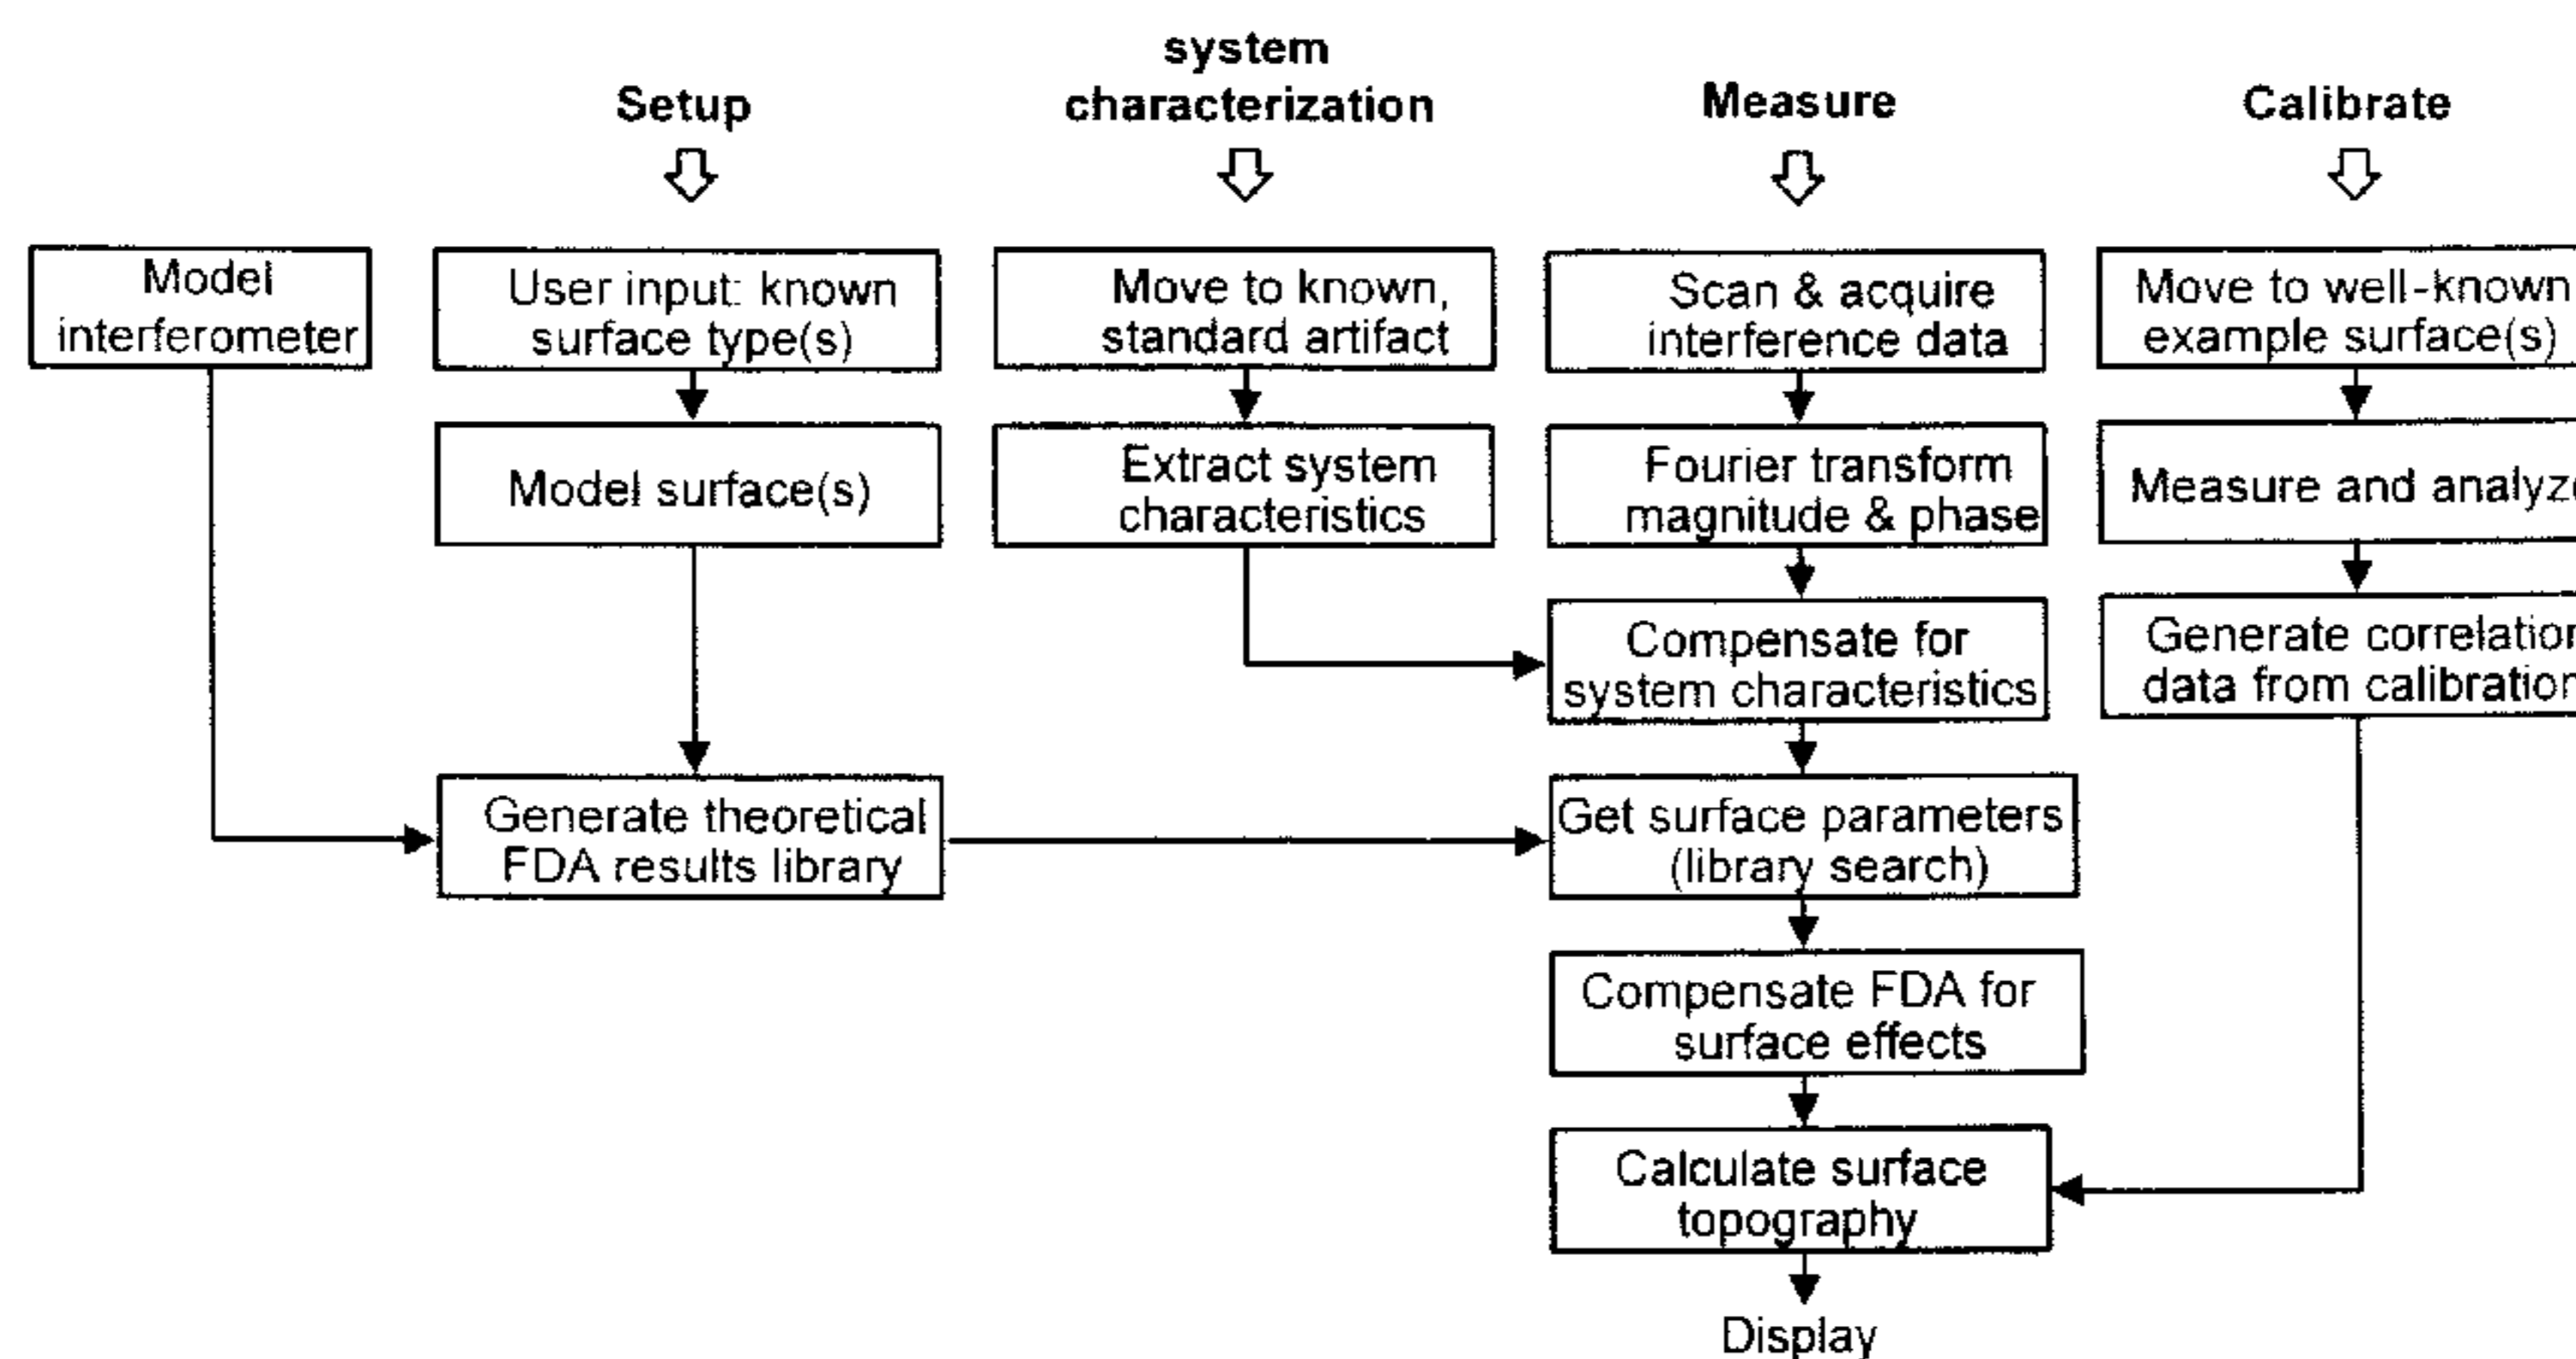 system
Setup
characterization
Measure
Calibrate
Model
interferometer
User input: known
surface type(s)
Move to known,
standard artifact
Scan & acquire
interference data
Move to well-known
example surface(s)
Model surface(s)
Extract system
characteristics
Fourier transform
magnitude & phase
Measure and analyze
Compensate for
system characteristics
Generate correlation
data from calibration
Generate theoretical
FDA results library
Get surface parameters
(library search)
Compensate FDA for
surface effects
Calculate surface
topography
Display